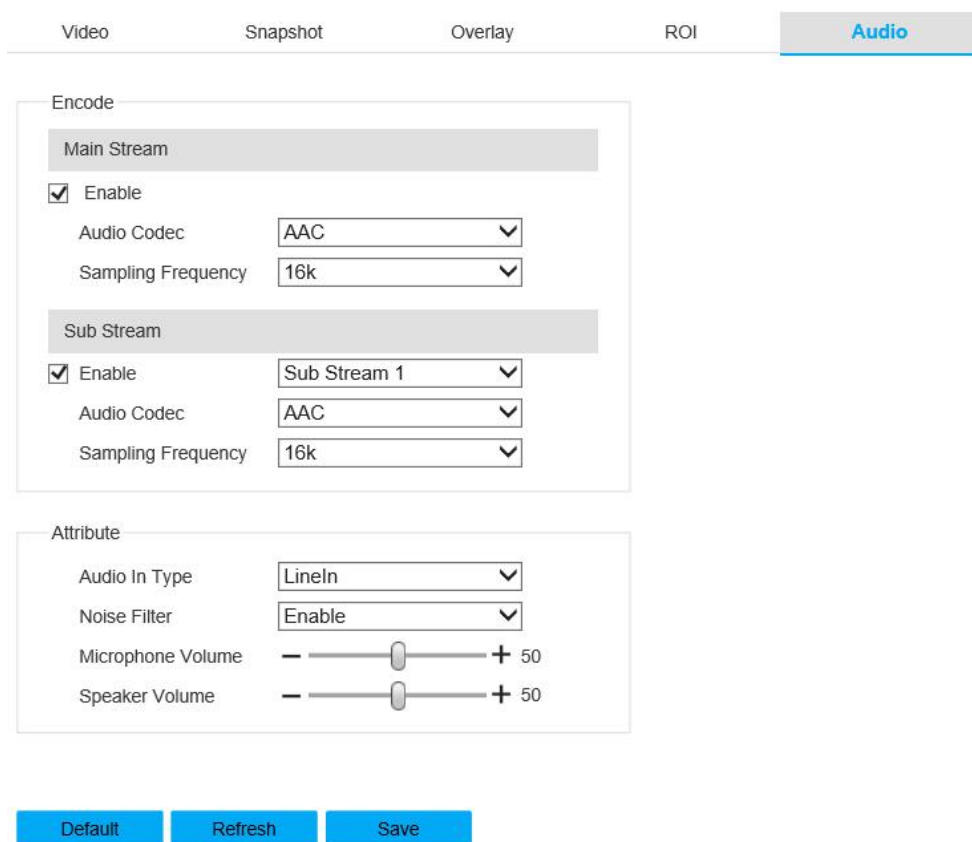 Video Snapshot Overlay ROI Audio
Encode
Main Stream
Enable
Audio Codec AAC
Sampling Frequency 16k
Sub Stream
Enable Sub Stream 1
Audio Codec AAC
Sampling Frequency 16k
Attribute
Audio In Type LineIn
Noise Filter Enable
Microphone Volume 50
Speaker Volume 50
Default Refresh Save